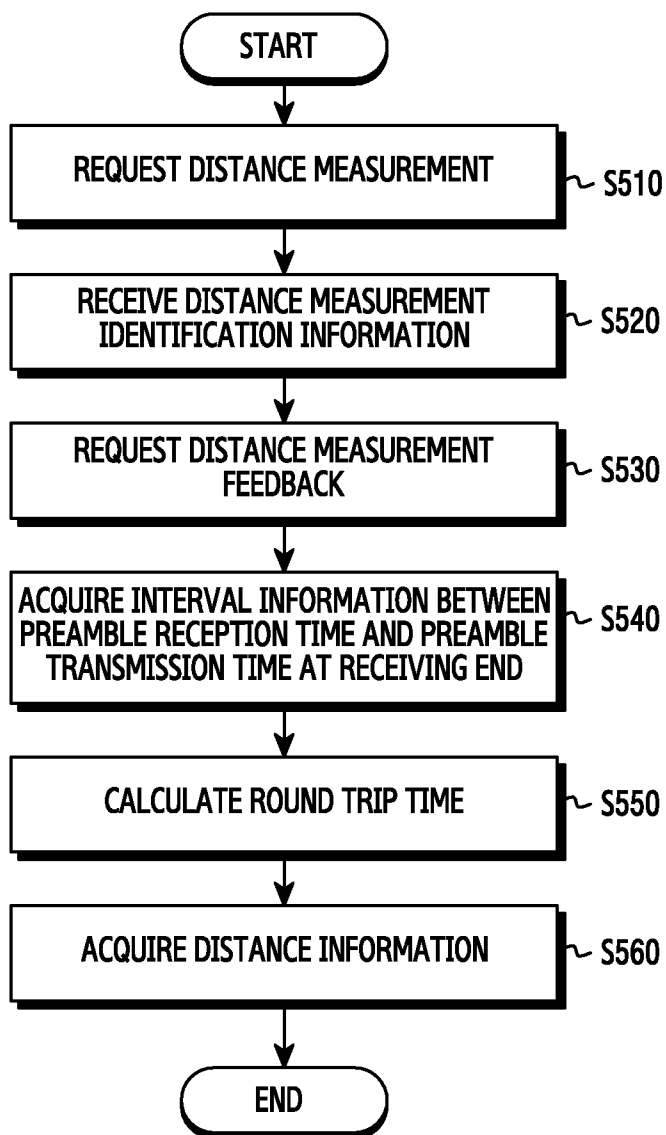 START
REQUEST DISTANCE MEASUREMENT
S510
RECEIVE DISTANCE MEASUREMENT
IDENTIFICATION INFORMATION
S520
REQUEST DISTANCE MEASUREMENT
FEEDBACK
S530
ACQUIRE INTERVAL INFORMATION BETWEEN
PREAMBLE RECEPTION TIME AND PREAMBLE
TRANSMISSION TIME AT RECEIVING END
S540
CALCULATE ROUND TRIP TIME
S550
ACQUIRE DISTANCE INFORMATION
S560
END